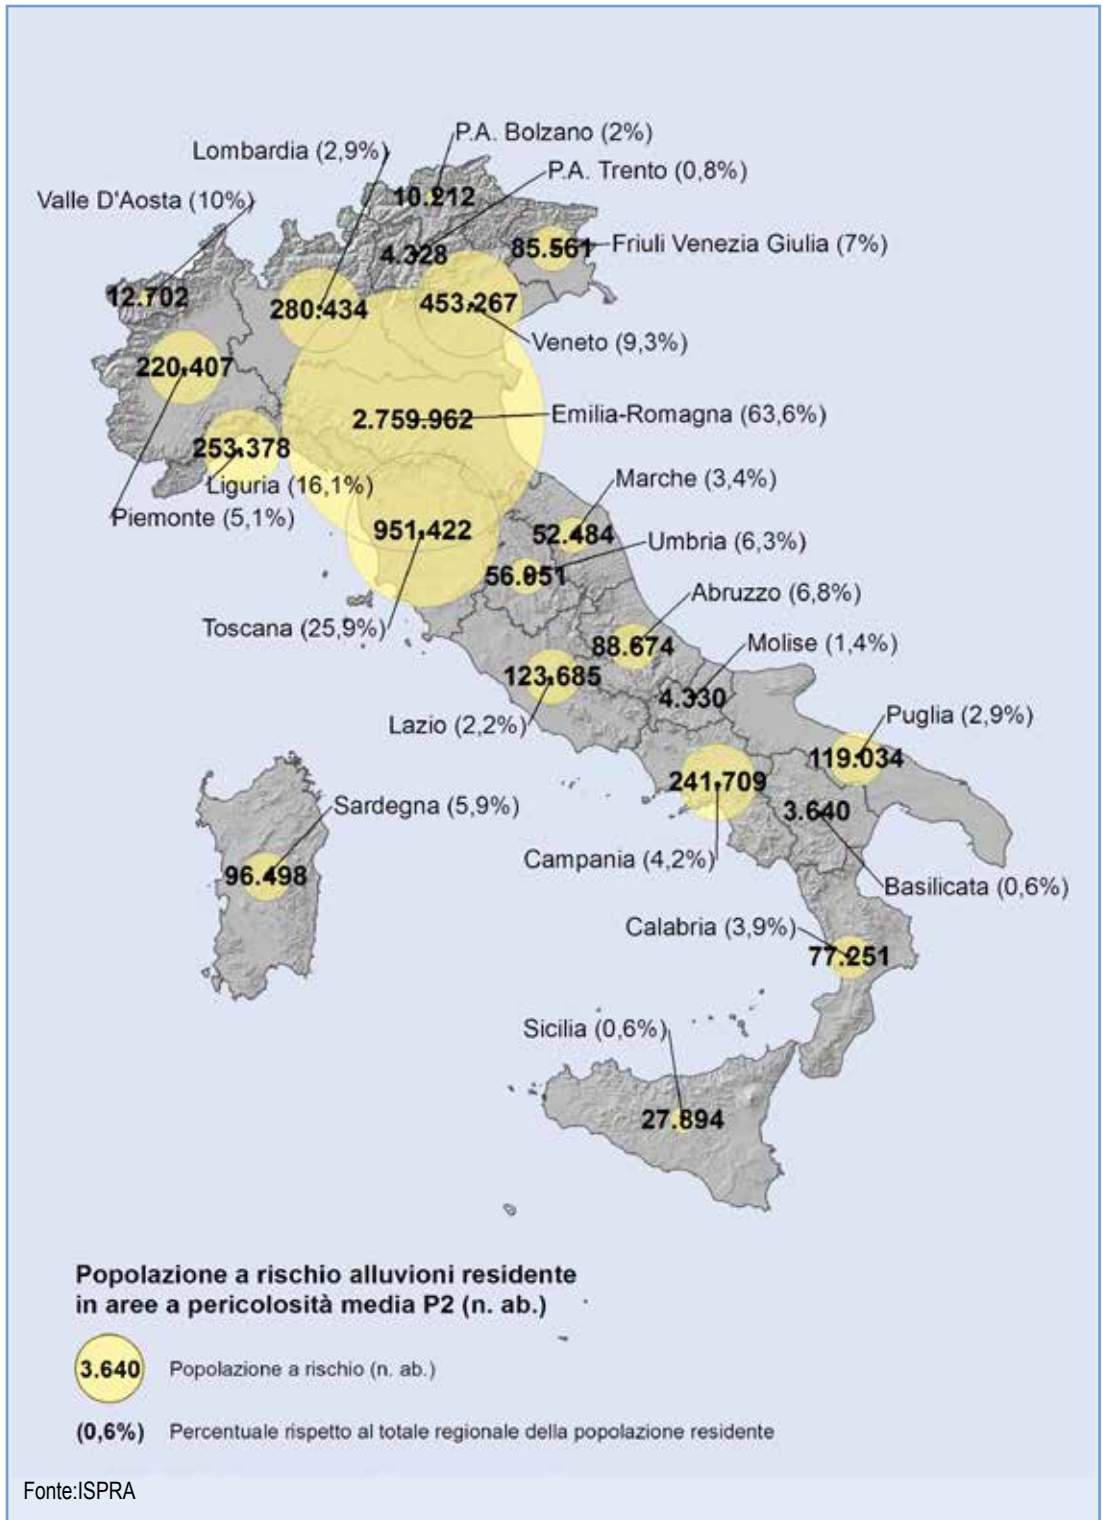 P.A. Bolzano (2%)
Lombardia (2,9%)
P.A. Trento (0,8%)
Valle D'Aosta (10%)
10.212
4.328
85.561
Friuli Venezia Giulia (7%)
12.702
280.434
453.267
Veneto (9,3%)
220.407
2.759.962
Emilia-Romagna (63,6%)
253.378
Liguria (16,1%)
Piemonte (5,1%)
Marche (3,4%)
951.422
52.484
Umbria (6,3%)
56.051
Abruzzo (6,8%)
Toscana (25,9%)
88.674
Molise (1,4%)
123.685
4.330
Lazio (2,2%)
Puglia (2,9%)
119.034
241.709
3.640
Sardegna (5,9%)
Campania (4,2%)
96.498
Basilicata (0,6%)
Calabria (3,9%)
77.251
Sicilia (0,6%)
27.894
Popolazione a rischio alluvioni residente
in aree a pericolosità media P2 (n. ab.)
3.640 Popolazione a rischio (n. ab.)
(0,6%) Percentuale rispetto al totale regionale della popolazione residente
Fonte:ISPRA